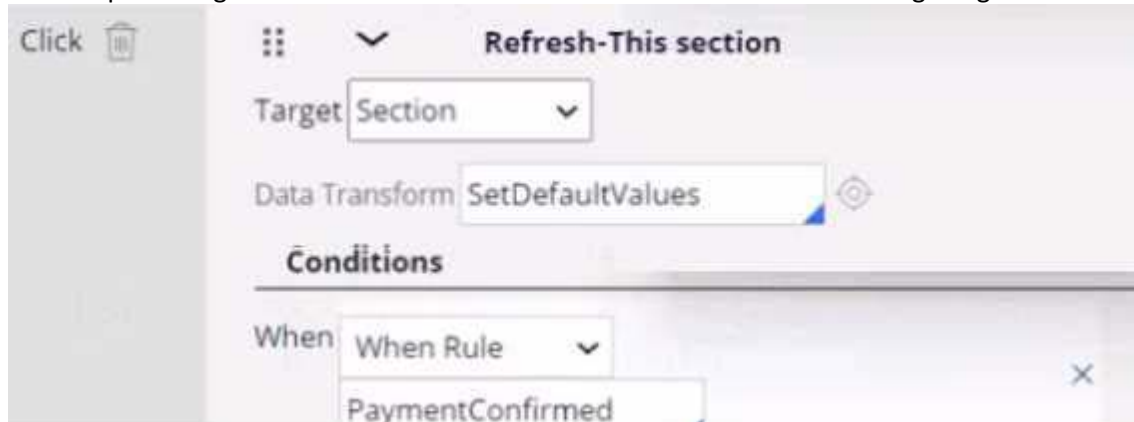 Click
Refresh-This section
Target Section
Data Transform SetDefaultValues
Conditions
When When Rule
PaymentConfirmed